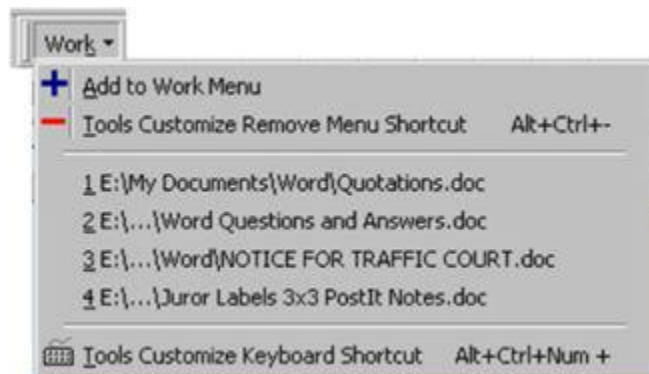 Work
Add to Work Menu
Tools Customize Remove Menu Shortcut Alt+Ctrl+-
1 E:\My Documents\Word\Quotations.doc
2 E:\...\Word Questions and Answers.doc
3 E:\...\Word\NOTICE FOR TRAFFIC COURT.doc
4 E:\...\Juror Labels 3x3 PostIt Notes.doc
Tools Customize Keyboard Shortcut Alt+Ctrl+Num +